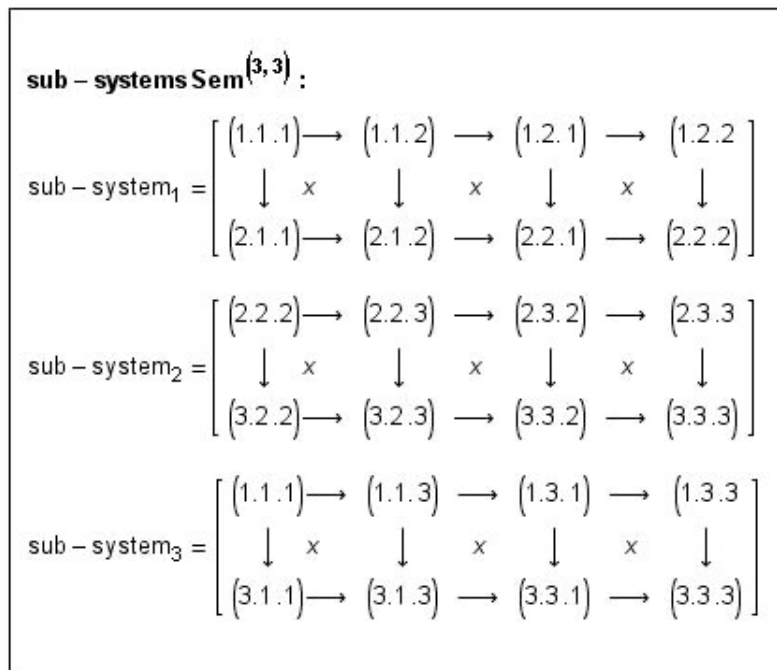 sub – systems Sem^(3, 3) :
(1.1 .1) ⟶ (1.1. 2) ⟶ (1.2. 1) ⟶ (1.2 .2
sub – system₁ = ↓ x ↓ x ↓ x ↓
(2.1 .1) ⟶ (2.1 .2) ⟶ (2.2 .1) ⟶ (2.2 .2)
(2.2 .2) ⟶ (2.2 .3) ⟶ (2.3 .2) ⟶ (2.3 .3
sub – system₂ = ↓ x ↓ x ↓ x ↓
(3.2 .2) ⟶ (3.2 .3) ⟶ (3.3 .2) ⟶ (3.3 .3)
(1.1 .1) ⟶ (1.1. 3) ⟶ (1.3. 1) ⟶ (1.3 .3
sub – system₃ = ↓ x ↓ x ↓ x ↓
(3.1 .1) ⟶ (3.1 .3) ⟶ (3.3 .1) ⟶ (3.3 .3)